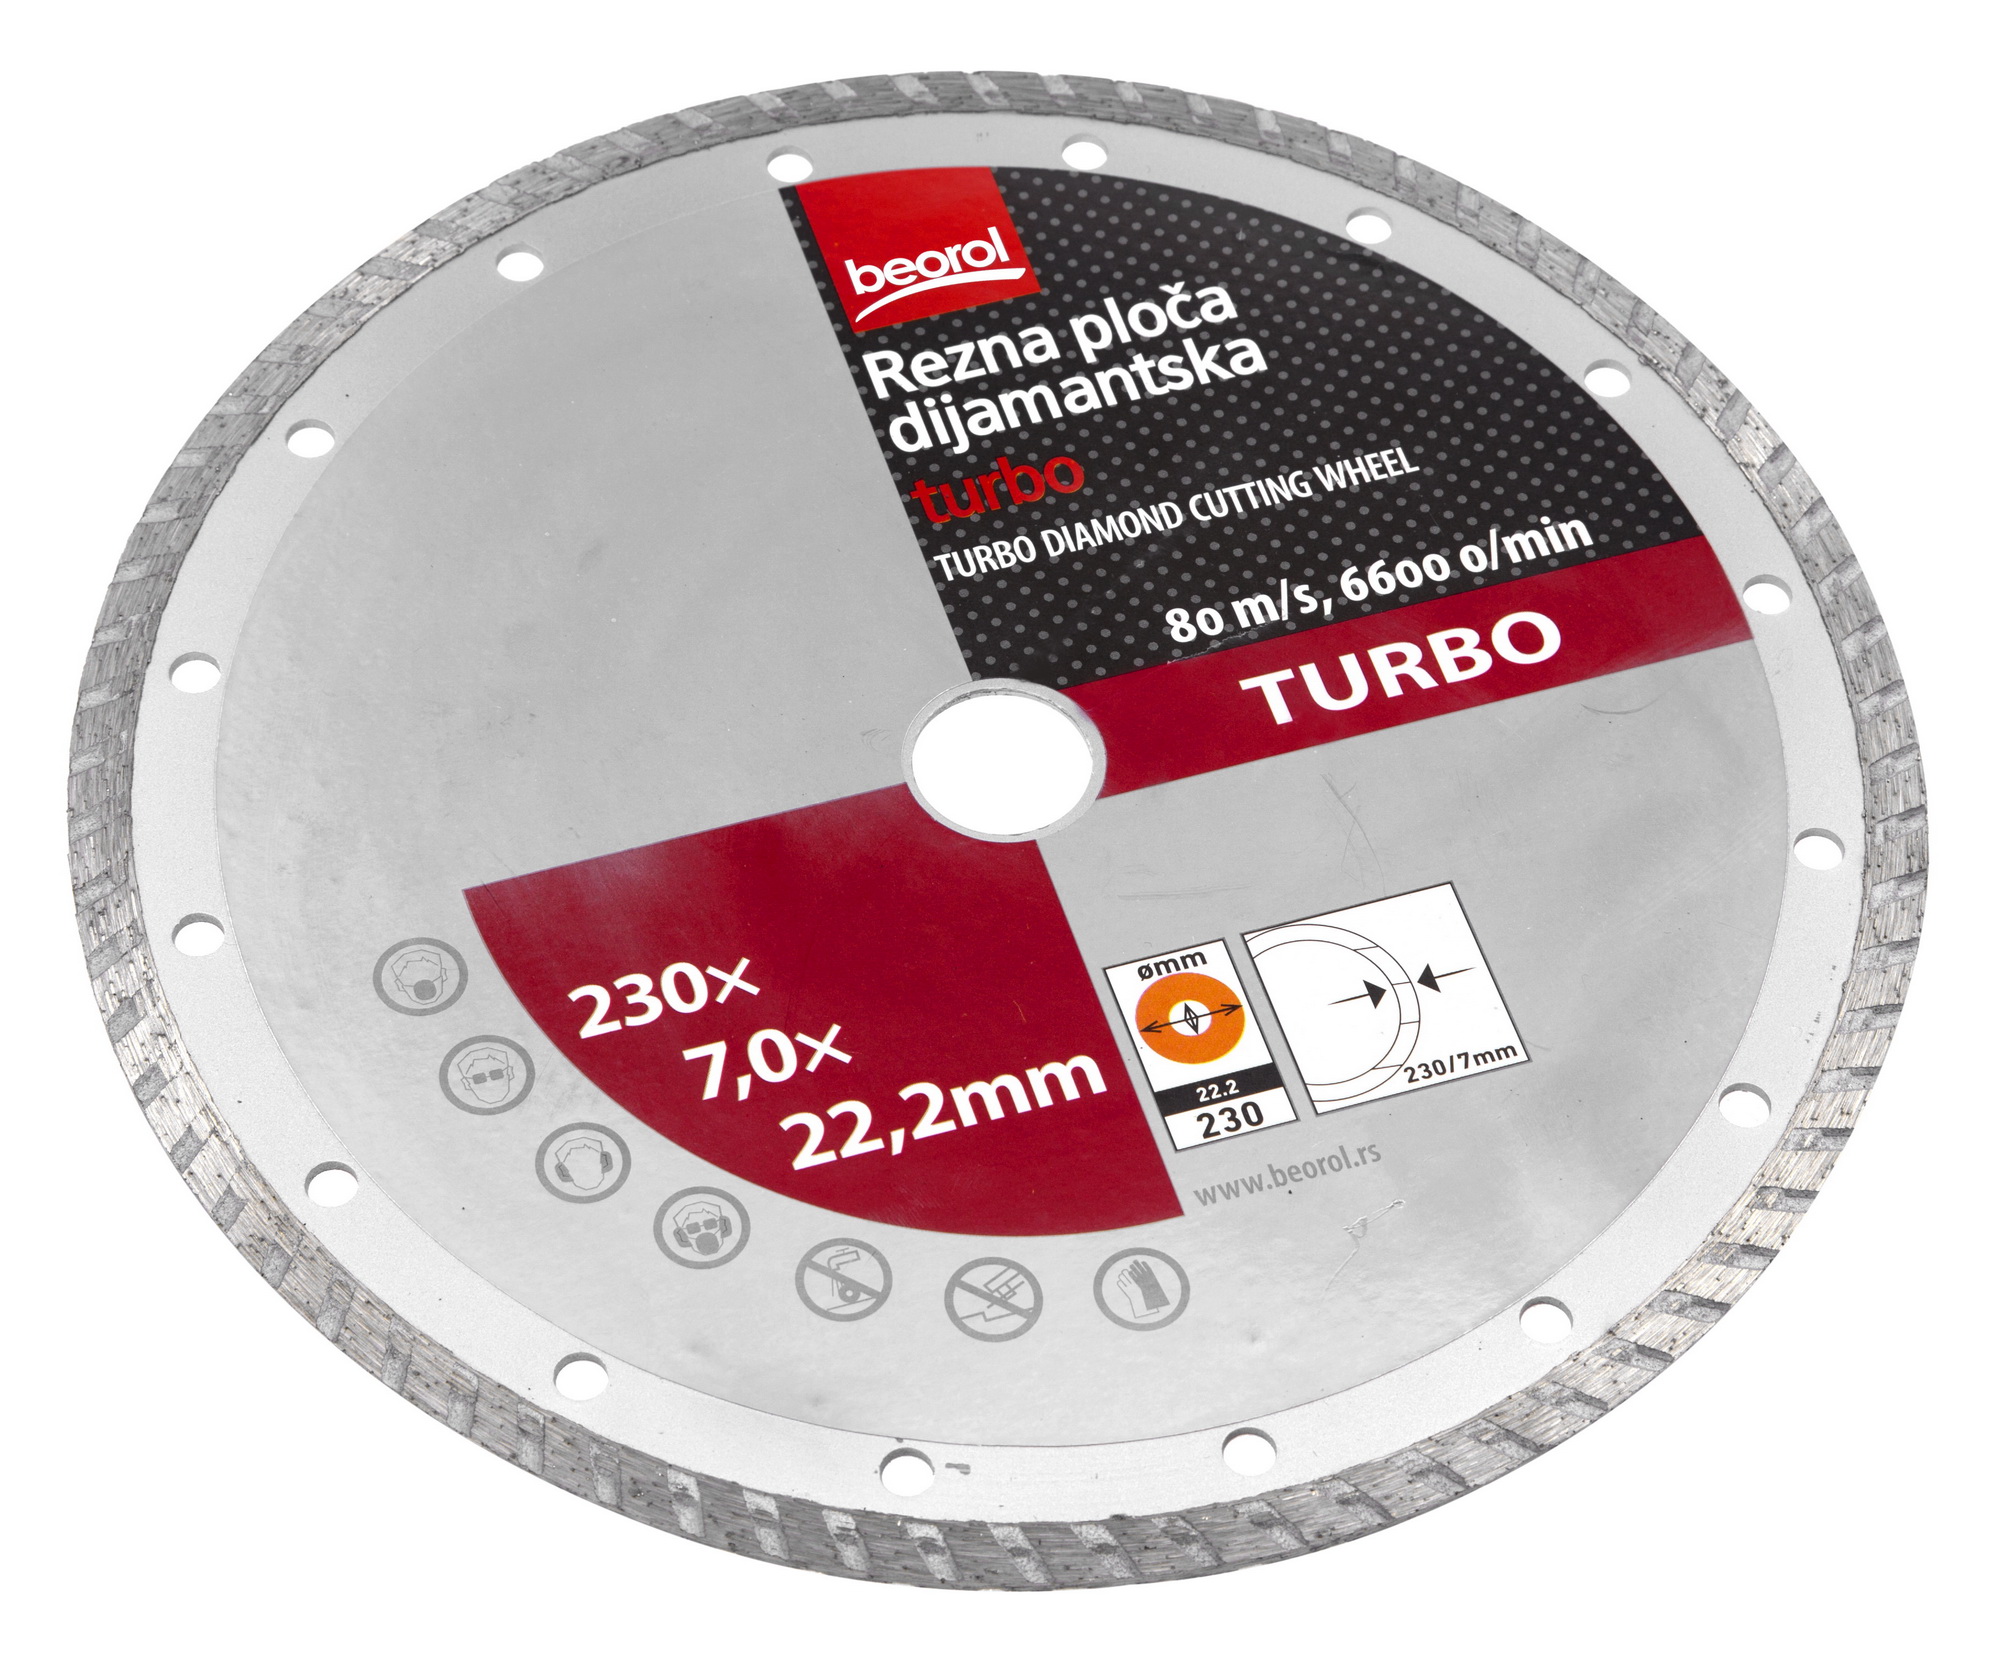 beorol
Rezna ploča
dijamantska
turbo
TURBO DIAMOND CUTTING WHEEL
80 m/s, 6600 o/min
TURBO
230×
7,0×
22,2mm
ømm
22.2
230
230/7mm
www.beorol.rs